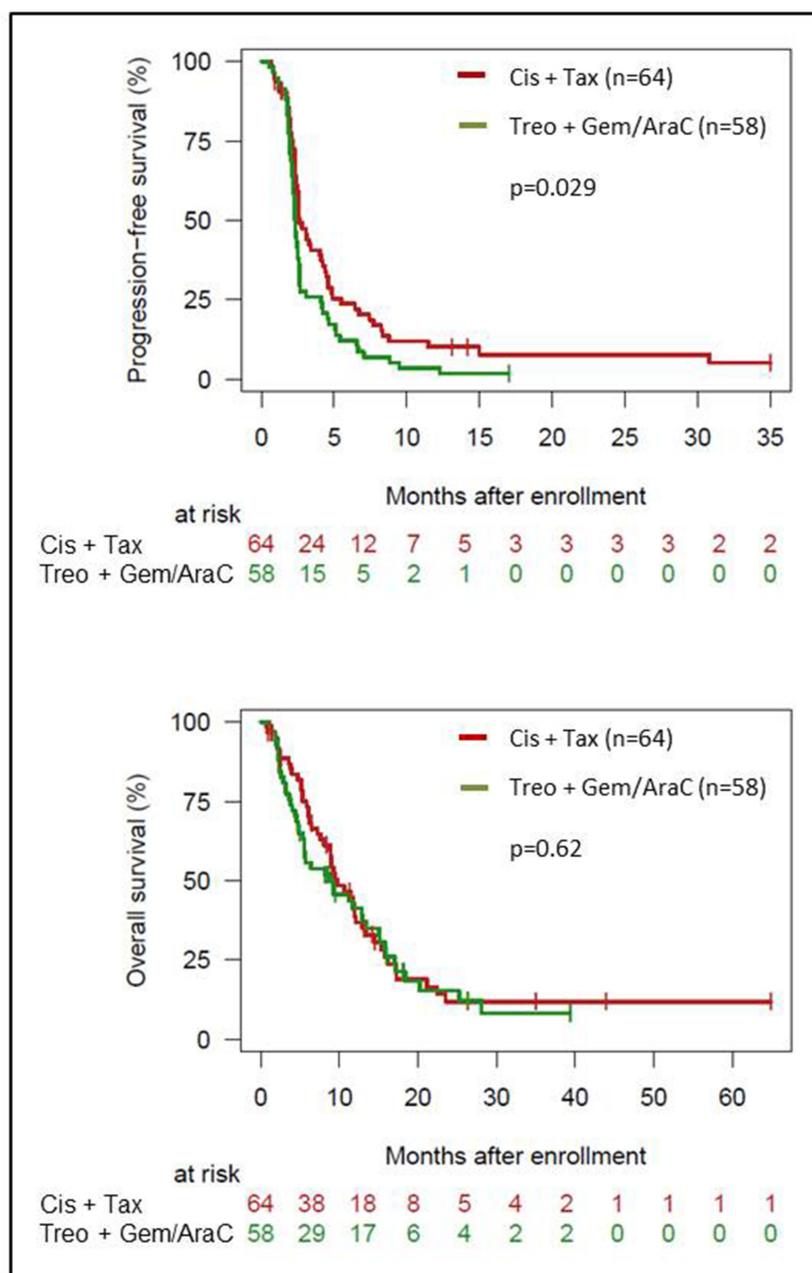 Progression−free survival (%)
100
75
50
25
0
Cis + Tax (n=64)
Treo + Gem/AraC (n=58)
p=0.029
0 5 10 15 20 25 30 35
Months after enrollment
at risk
Cis + Tax 64 24 12 7 5 3 3 3 3 2 2
Treo + Gem/AraC 58 15 5 2 1 0 0 0 0 0 0
Overall survival (%)
100
75
50
25
0
Cis + Tax (n=64)
Treo + Gem/AraC (n=58)
p=0.62
0 10 20 30 40 50 60
Months after enrollment
at risk
Cis + Tax 64 38 18 8 5 4 2 1 1 1 1
Treo + Gem/AraC 58 29 17 6 4 2 2 0 0 0 0